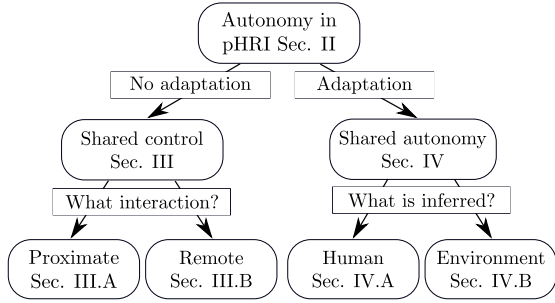 Autonomy in
pHRI Sec. II
No adaptation
Adaptation
Shared control
Sec. III
Shared autonomy
Sec. IV
What interaction?
What is inferred?
Proximate
Sec. III.A
Remote
Sec. III.B
Human
Sec. IV.A
Environment
Sec. IV.B